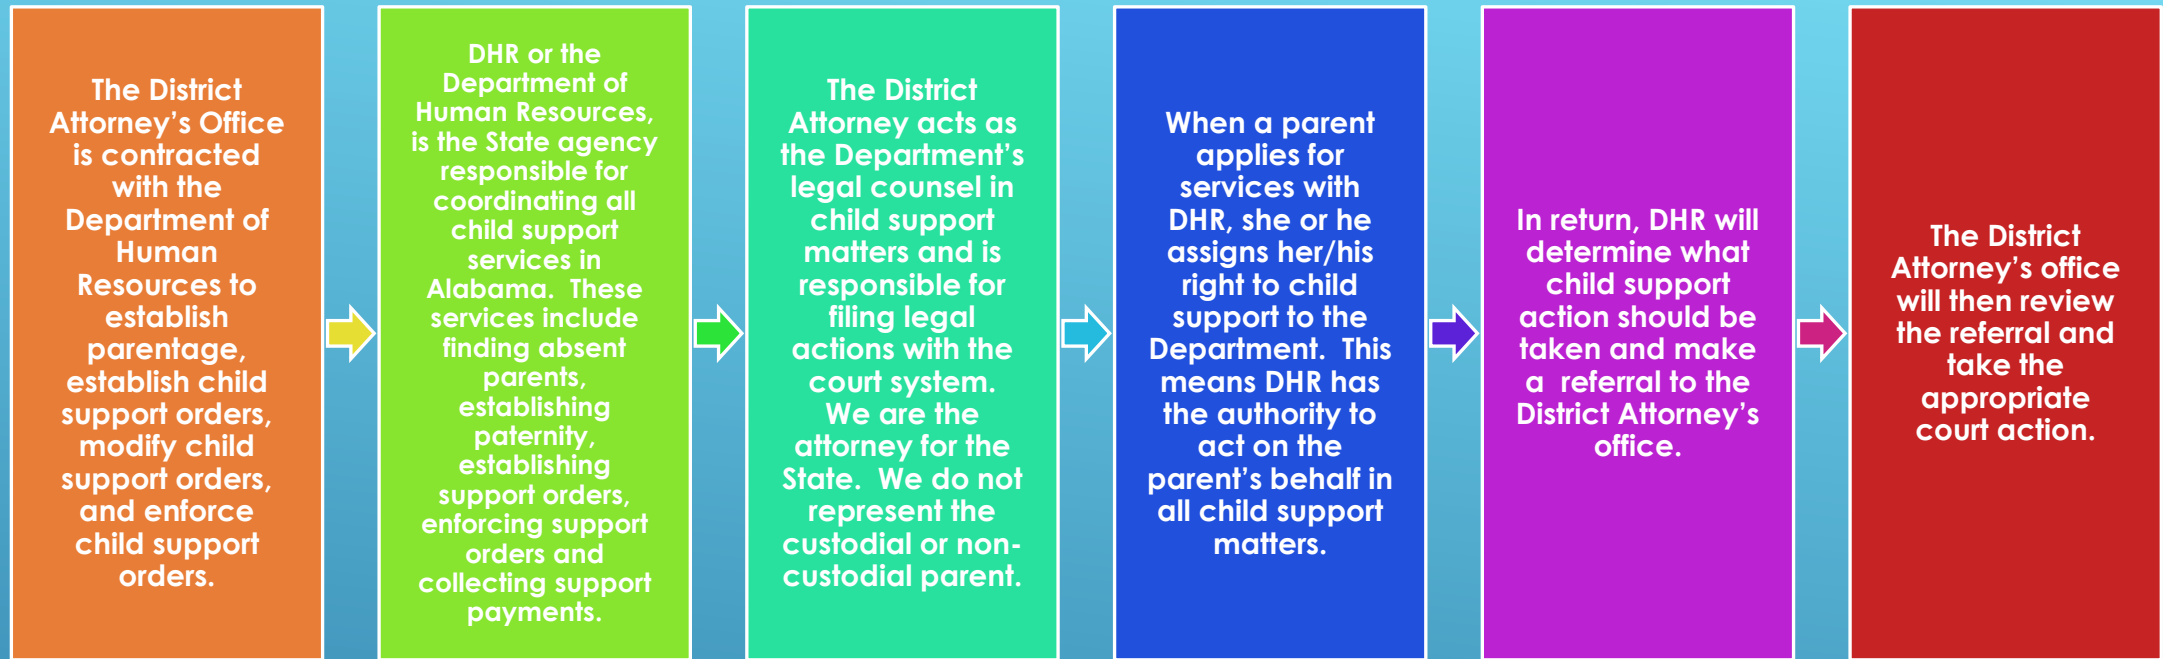 The District
Attorney’s Office
is contracted
with the
Department of
Human
Resources to
establish
parentage,
establish child
support orders,
modify child
support orders,
and enforce
child support
orders.
DHR or the
Department of
Human Resources,
is the State agency
responsible for
coordinating all
child support
services in
Alabama.  These
services include
finding absent
parents,
establishing
paternity,
establishing
support orders,
enforcing support
orders and
collecting support
payments.
The District
Attorney acts as
the Department’s
legal counsel in
child support
matters and is
responsible for
filing legal
actions with the
court system.
We are the
attorney for the
State.  We do not
represent the
custodial or non-
custodial parent.
When a parent
applies for
services with
DHR, she or he
assigns her/his
right to child
support to the
Department.  This
means DHR has
the authority to
act on the
parent’s behalf in
all child support
matters.
In return, DHR will
determine what
child support
action should be
taken and make
a  referral to the
District Attorney’s
office.
The District
Attorney’s office
will then review
the referral and
take the
appropriate
court action.